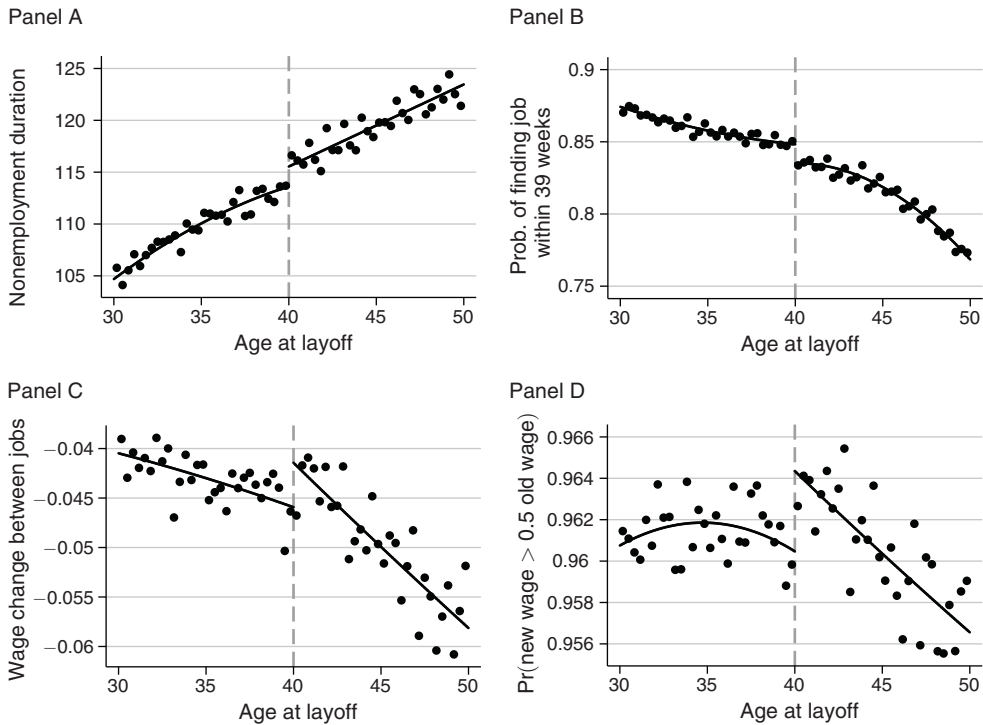 Panel A
Nonemployment duration
125
120
115
110
105
30 35 40 45 50
Age at layoff
Panel B
Prob. of finding job
within 39 weeks
0.9
0.85
0.8
0.75
30 35 40 45 50
Age at layoff
Panel C
Wage change between jobs
−0.04
−0.045
−0.05
−0.055
−0.06
30 35 40 45 50
Age at layoff
Panel D
Pr(new wage > 0.5 old wage)
0.966
0.964
0.962
0.96
0.958
0.956
30 35 40 45 50
Age at layoff